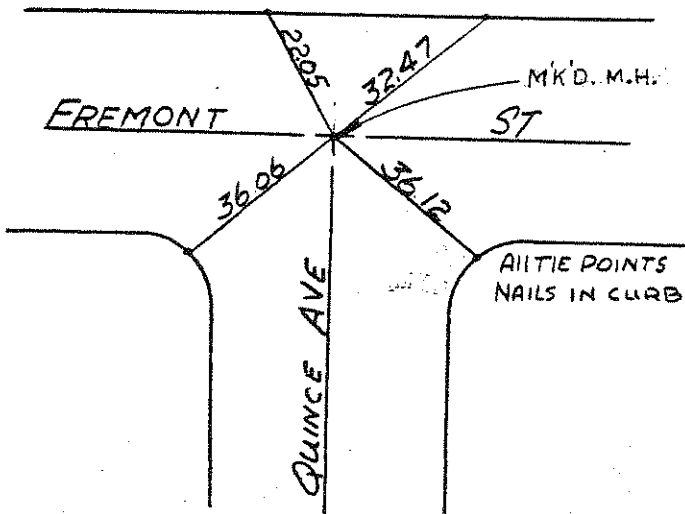 22.05
32.47
M'K'D. M.H.
FREMONT ST
36.06
36.12
All TIE POINTS
NAILS IN CURB
QUINCE AVE